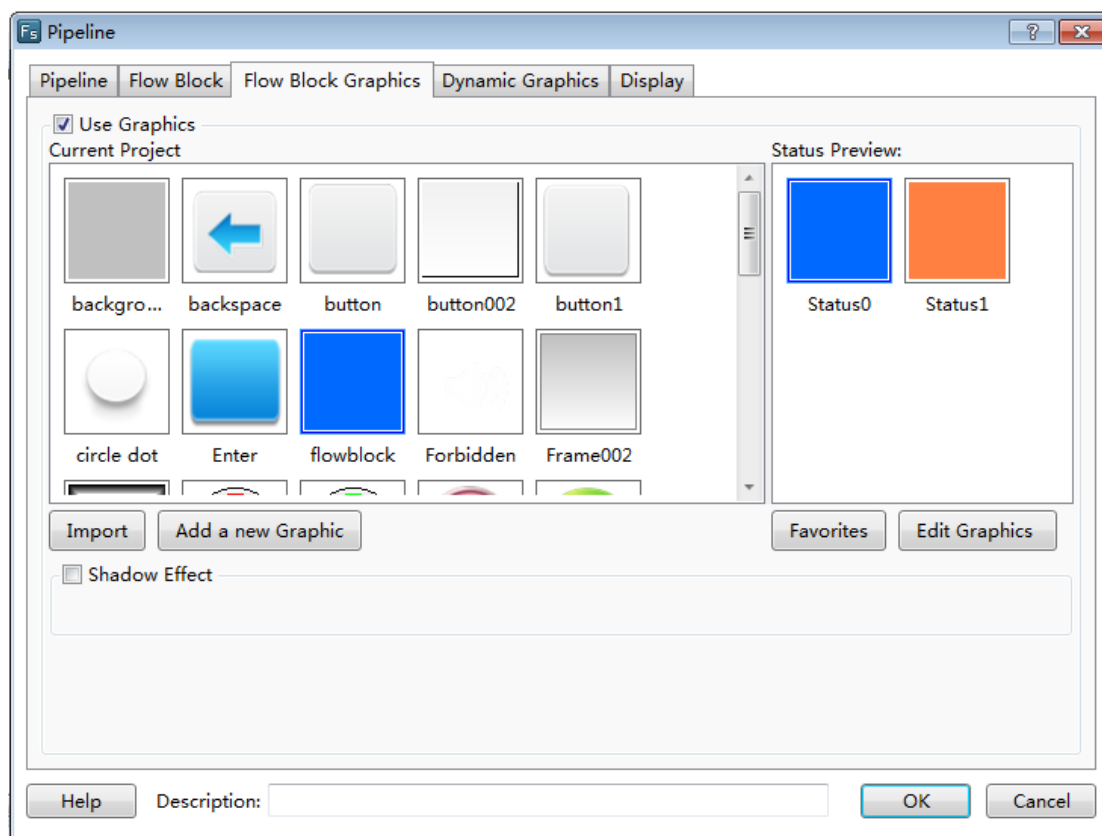 Fs Pipeline
Pipeline Flow Block Flow Block Graphics Dynamic Graphics Display
Use Graphics
Current Project Status Preview:
backgro... backspace button button002 button1 Status0 Status1
circle dot Enter flowblock Forbidden Frame002
Import Add a new Graphic Favorites Edit Graphics
Shadow Effect
Help Description: OK Cancel